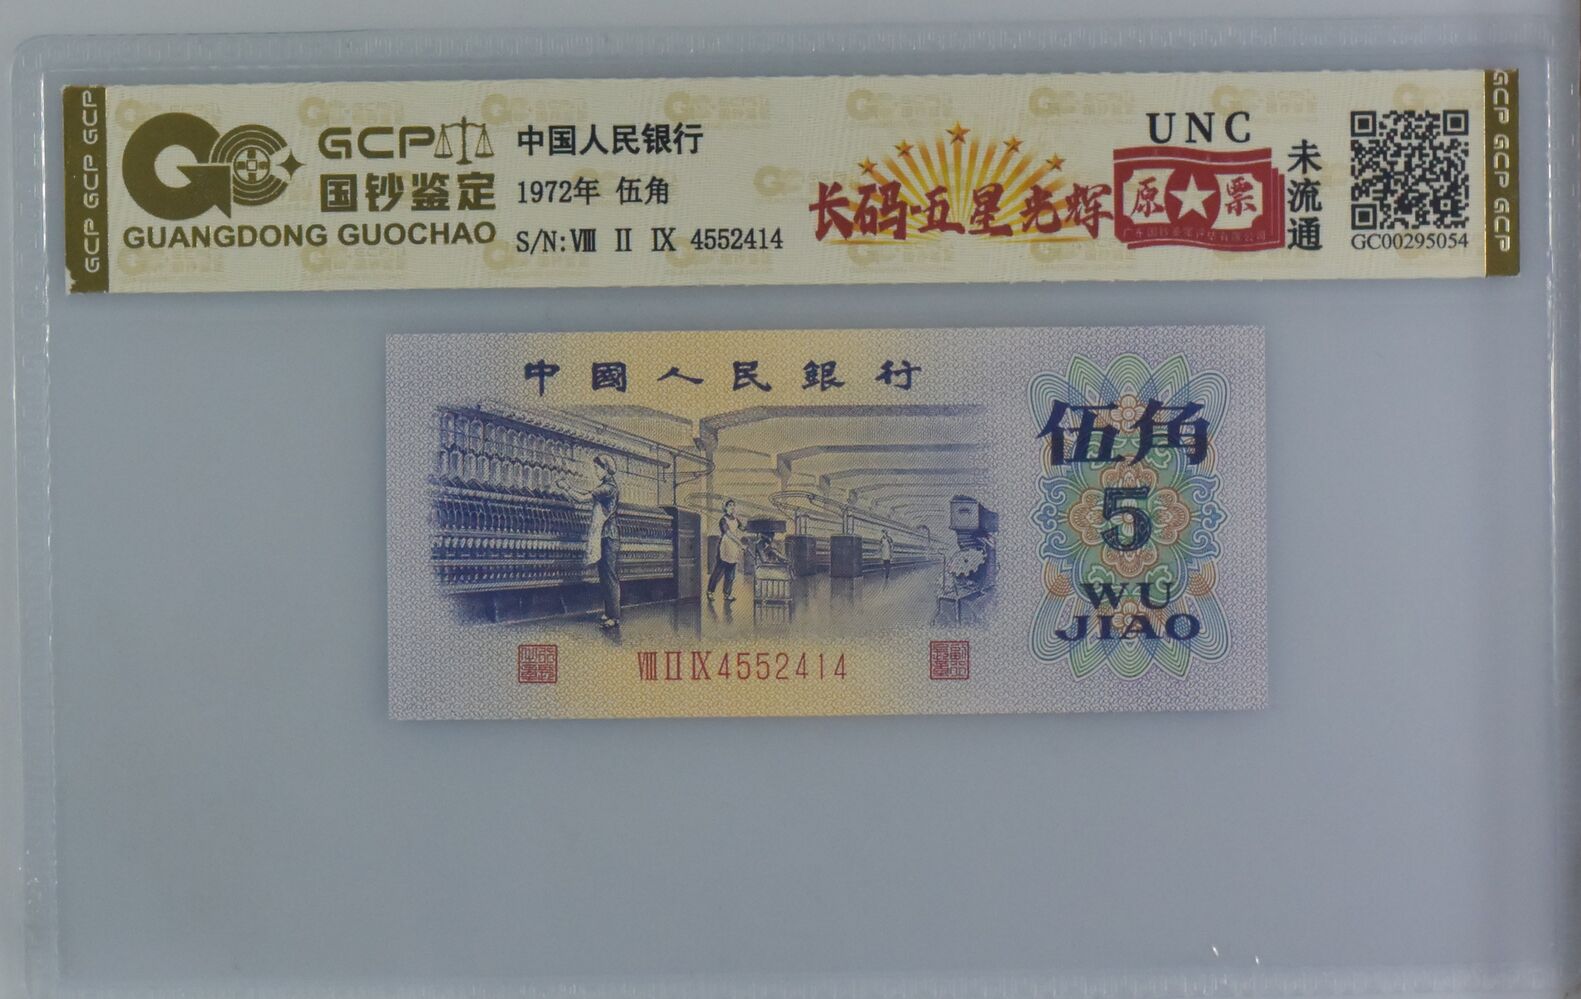 GCP GCP GCP
GCP
国钞鉴定
GUANGDONG GUOCHAO
中国人民银行
1972年 伍角
S/N:Ⅷ Ⅱ Ⅸ 4552414
长码·五星光辉
UNC
原★票
未流通
GC00295054
GCP GCP GCP
中國人民銀行
伍角
5
WU
JIAO
ⅧⅡⅨ4552414